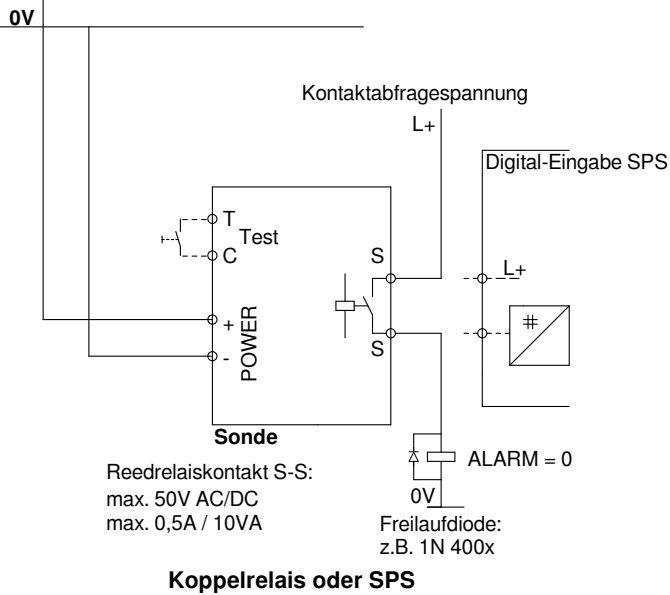 0V
Kontaktabfragespannung
L+
Digital-Eingabe SPS
T
Test
C
S
L+
#
+
POWER
-
S
Sonde
ALARM = 0
Reedrelaiskontakt S-S:
max. 50V AC/DC
max. 0,5A / 10VA
0V
Freilaufdiode:
z.B. 1N 400x
Koppelrelais oder SPS